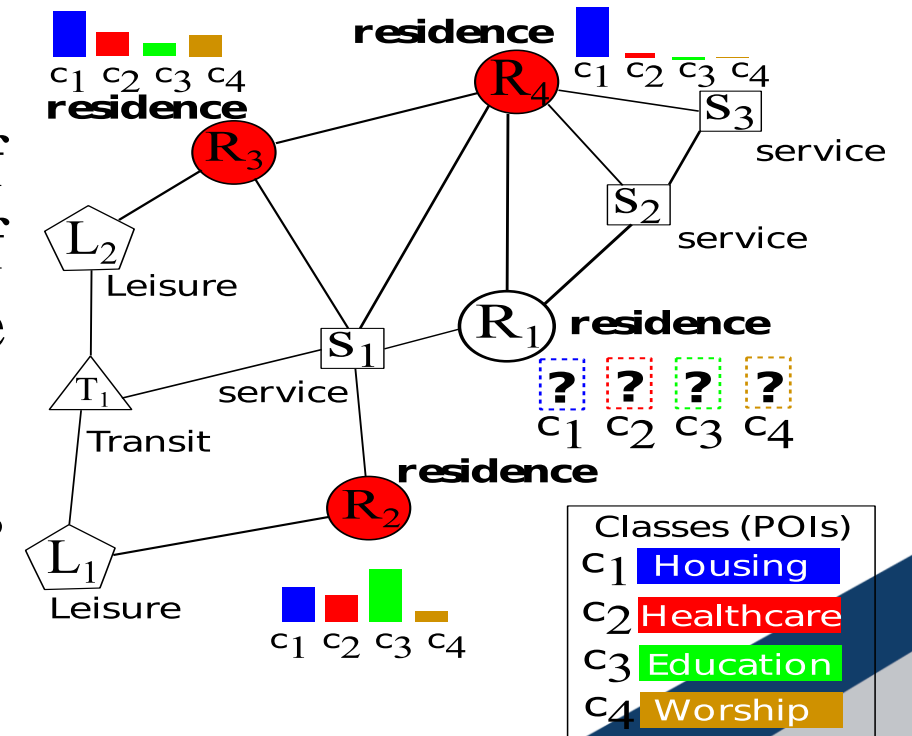 residence
R4
c1 c2 c3 c4
c1 c2 c3 c4
residence
R3
S3
service
S2
service
L2
Leisure
R1 residence
S1
service
? ? ? ?
c1 c2 c3 c4
T1
Transit
residence
R2
L1
Leisure
c1 c2 c3 c4
Classes (POIs)
c1 Housing
c2 Healthcare
c3 Education
c4 Worship